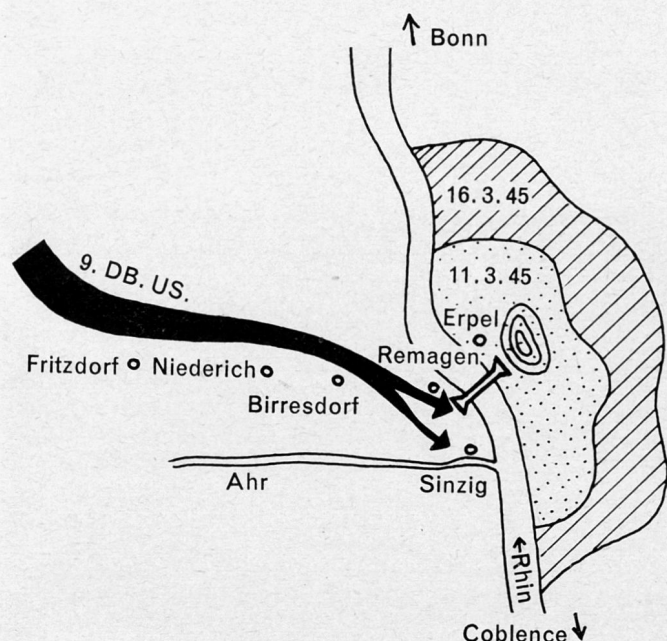 Bonn
16.3.45
9. DB. US.
11.3.45
Erpel
Remagen
Fritzdorf
Niederich
Birresdorf
Ahr
Sinzig
Rhin
Coblence